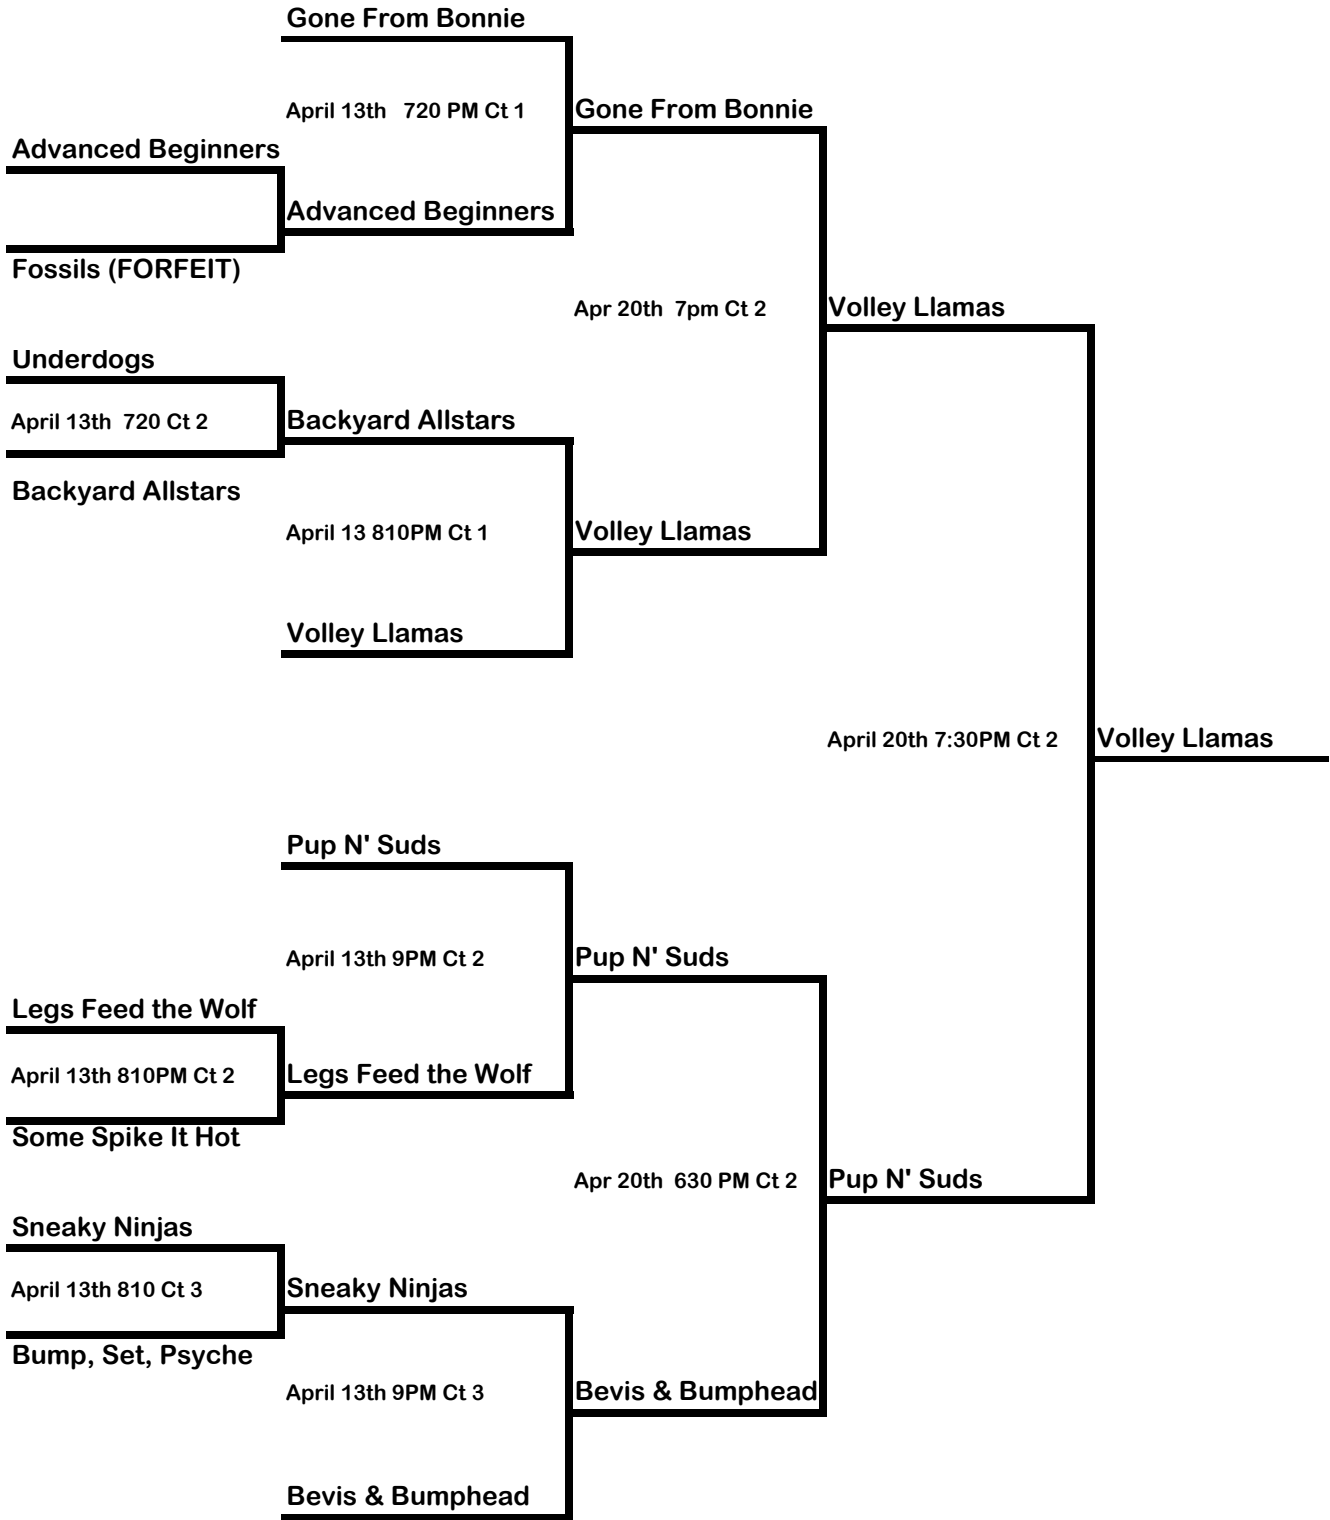 Gone From Bonnie
April 13th 720 PM Ct 1
Gone From Bonnie
Advanced Beginners
Advanced Beginners
Fossils (FORFEIT)
Apr 20th 7pm Ct 2
Volley Llamas
Underdogs
April 13th 720 Ct 2
Backyard Allstars
Backyard Allstars
April 13 810PM Ct 1
Volley Llamas
Volley Llamas
April 20th 7:30PM Ct 2
Volley Llamas
Pup N' Suds
April 13th 9PM Ct 2
Pup N' Suds
Legs Feed the Wolf
April 13th 810PM Ct 2
Legs Feed the Wolf
Some Spike It Hot
Apr 20th 630 PM Ct 2
Pup N' Suds
Sneaky Ninjas
April 13th 810 Ct 3
Sneaky Ninjas
Bump, Set, Psyche
April 13th 9PM Ct 3
Bevis & Bumphead
Bevis & Bumphead